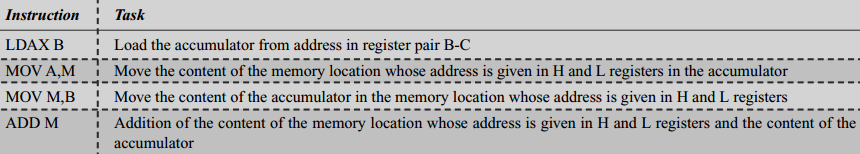 Instruction Task
LDAX B Load the accumulator from address in register pair B-C
MOV A,M Move the content of the memory location whose address is given in H and L registers in the accumulator
MOV M,B Move the content of the accumulator in the memory location whose address is given in H and L registers
ADD M Addition of the content of the memory location whose address is given in H and L registers and the content of the
accumulator